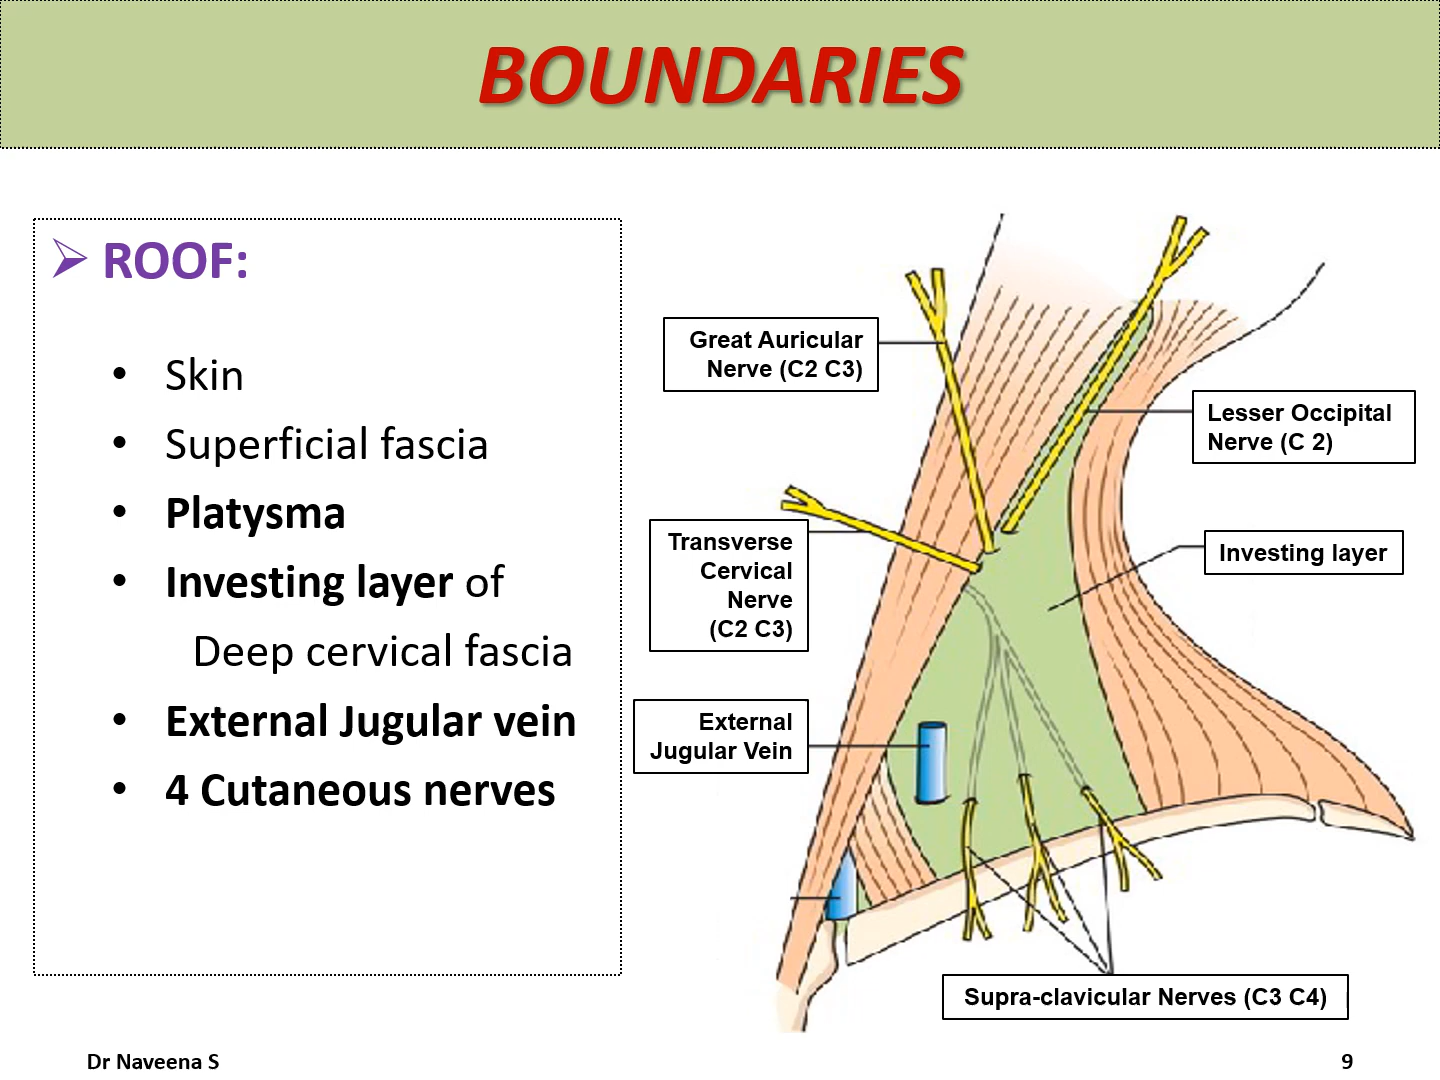 BOUNDARIES
➢ ROOF:
• Skin
• Superficial fascia
• Platysma
• Investing layer of
Deep cervical fascia
• External Jugular vein
• 4 Cutaneous nerves
Great Auricular
Nerve (C2 C3)
Lesser Occipital
Nerve (C 2)
Transverse
Cervical
Nerve
(C2 C3)
Investing layer
External
Jugular Vein
Supra-clavicular Nerves (C3 C4)
Dr Naveena S
9